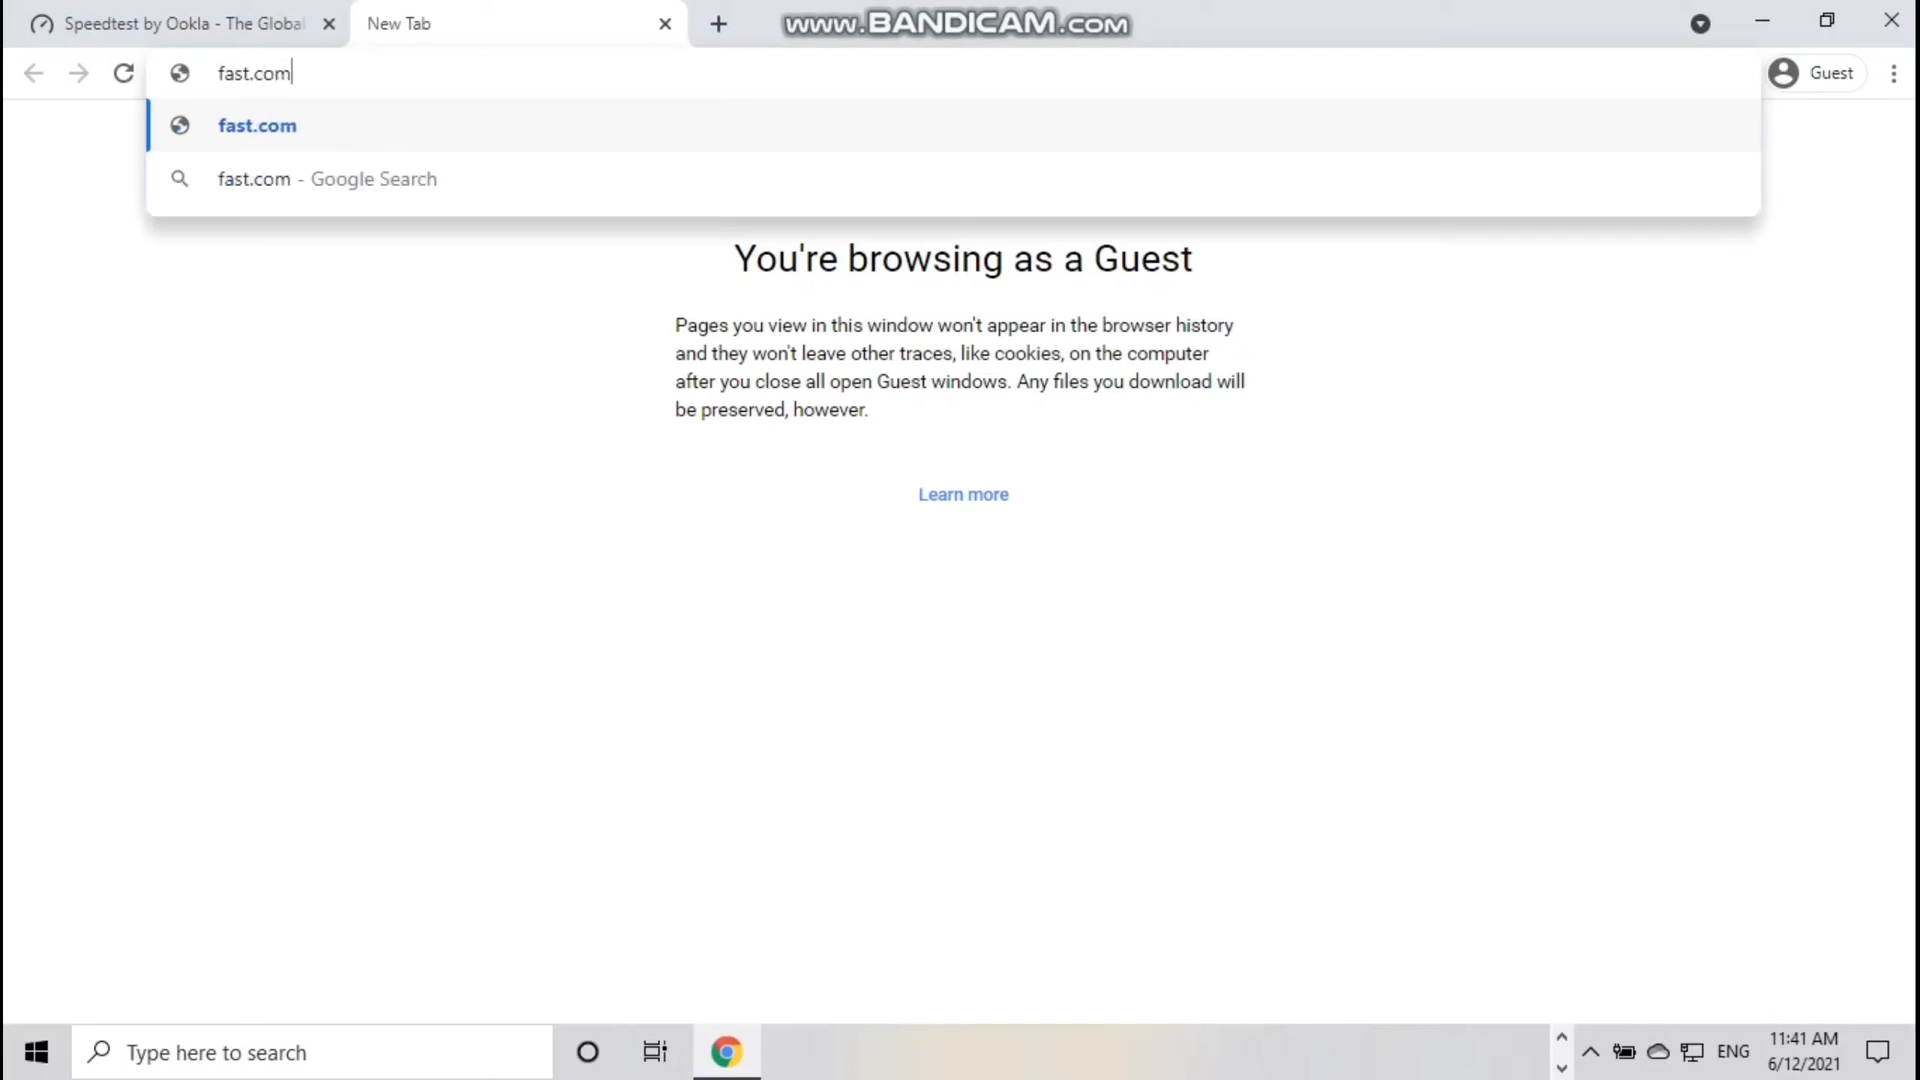 Speedtest by Ookla - The Global
New Tab
www.BANDICAM.com
fast.com
Guest
fast.com
fast.com - Google Search
You're browsing as a Guest
Pages you view in this window won't appear in the browser history
and they won't leave other traces, like cookies, on the computer
after you close all open Guest windows. Any files you download will
be preserved, however.
Learn more
Type here to search
ENG
11:41 AM
6/12/2021